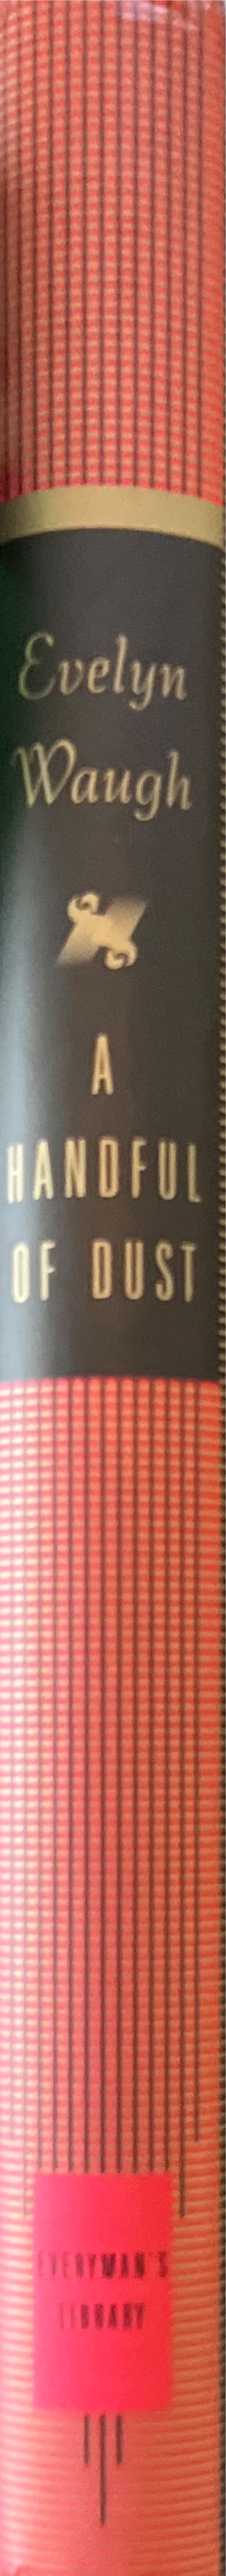 Evelyn
Waugh
A
HANDFUL
OF DUST
EVERYMAN'S
LIBRARY